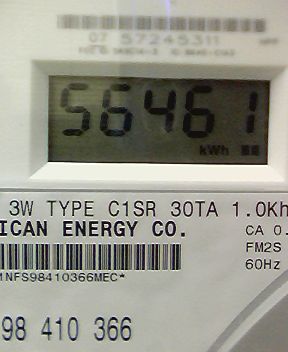 07 57245311
56461
kWh
3W TYPE C1SR 30TA 1.0Kh
ICAN ENERGY CO.
CA 0.
FM2S
60Hz
1NFS98410366MEC*
98 410 366